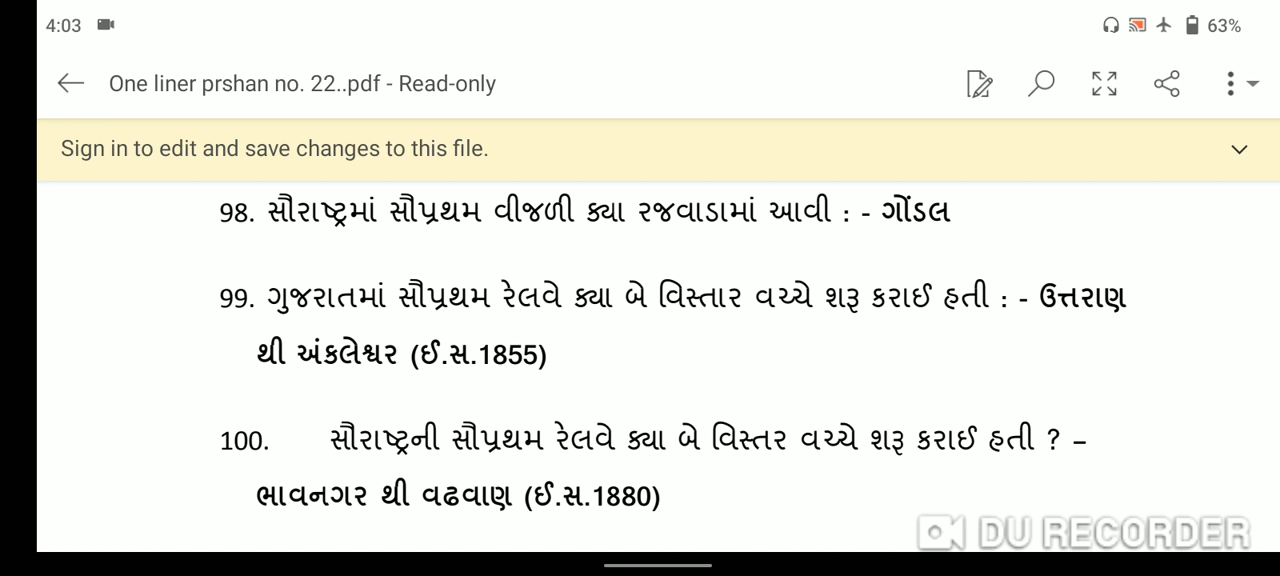 4:03
63%
One liner prshan no. 22..pdf - Read-only
Sign in to edit and save changes to this file.
98. સૌરાષ્ટ્રમાં સૌપ્રથમ વીજળી ક્યા રજવાડામાં આવી : - ગોંડલ
99. ગુજરાતમાં સૌપ્રથમ રેલવે ક્યા બે વિસ્તાર વચ્ચે શરૂ કરાઈ હતી : - ઉત્તરાણ
થી અંકલેશ્વર (ઈ.સ.1855)
100. સૌરાષ્ટ્રની સૌપ્રથમ રેલવે ક્યા બે વિસ્તર વચ્ચે શરૂ કરાઈ હતી ? –
ભાવનગર થી વઢવાણ (ઈ.સ.1880)
DU RECORDER